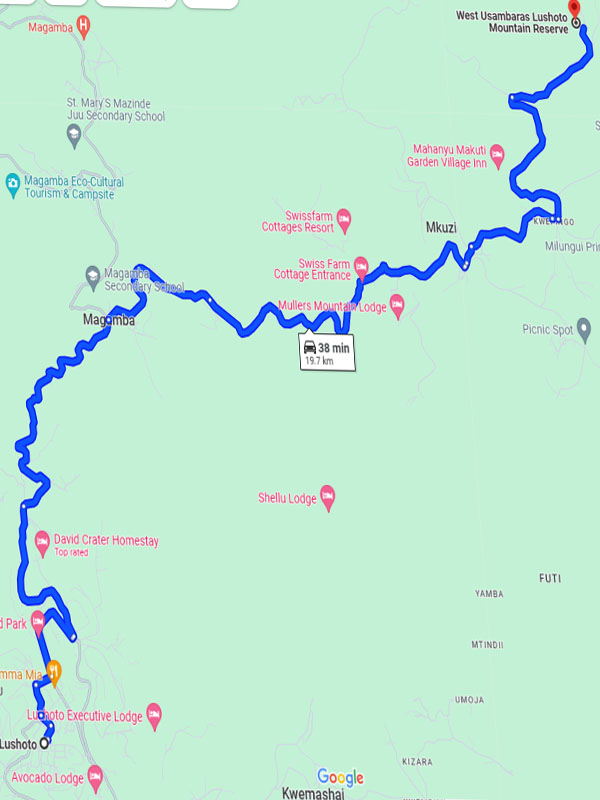 West Usambaras Lushoto
Mountain Reserve
Magamba
St. Mary'S Mazinde
Juu Secondary School
Mahanyu Makuti
Garden Village Inn
Magamba Eco-Cultural
Tourism & Campsite
Swissfarm
Cottages Resort
Mkuzi
Milungui Pri
Swiss Farm
Cottage Entrance
Magamba
Secondary School
Mullers Mountain Lodge
Magamba
Picnic Spot
38 min
19.7 km
Shellu Lodge
David Crater Homestay
Top rated
FUTI
YAMBA
d Park
MTINDII
mma Mia
UMOJA
Lushoto Executive Lodge
Lushoto
KIZARA
Avocado Lodge
Google
Kwemashai